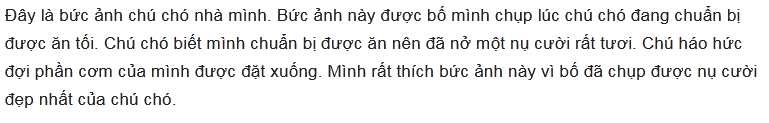 Đây là bức ảnh chú chó nhà mình. Bức ảnh này được bố mình chụp lúc chú chó đang chuẩn bị
được ăn tối. Chú chó biết mình chuẩn bị được ăn nên đã nở một nụ cười rất tươi. Chú háo hức
đợi phần cơm của mình được đặt xuống. Mình rất thích bức ảnh này vì bố đã chụp được nụ cười
đẹp nhất của chú chó.